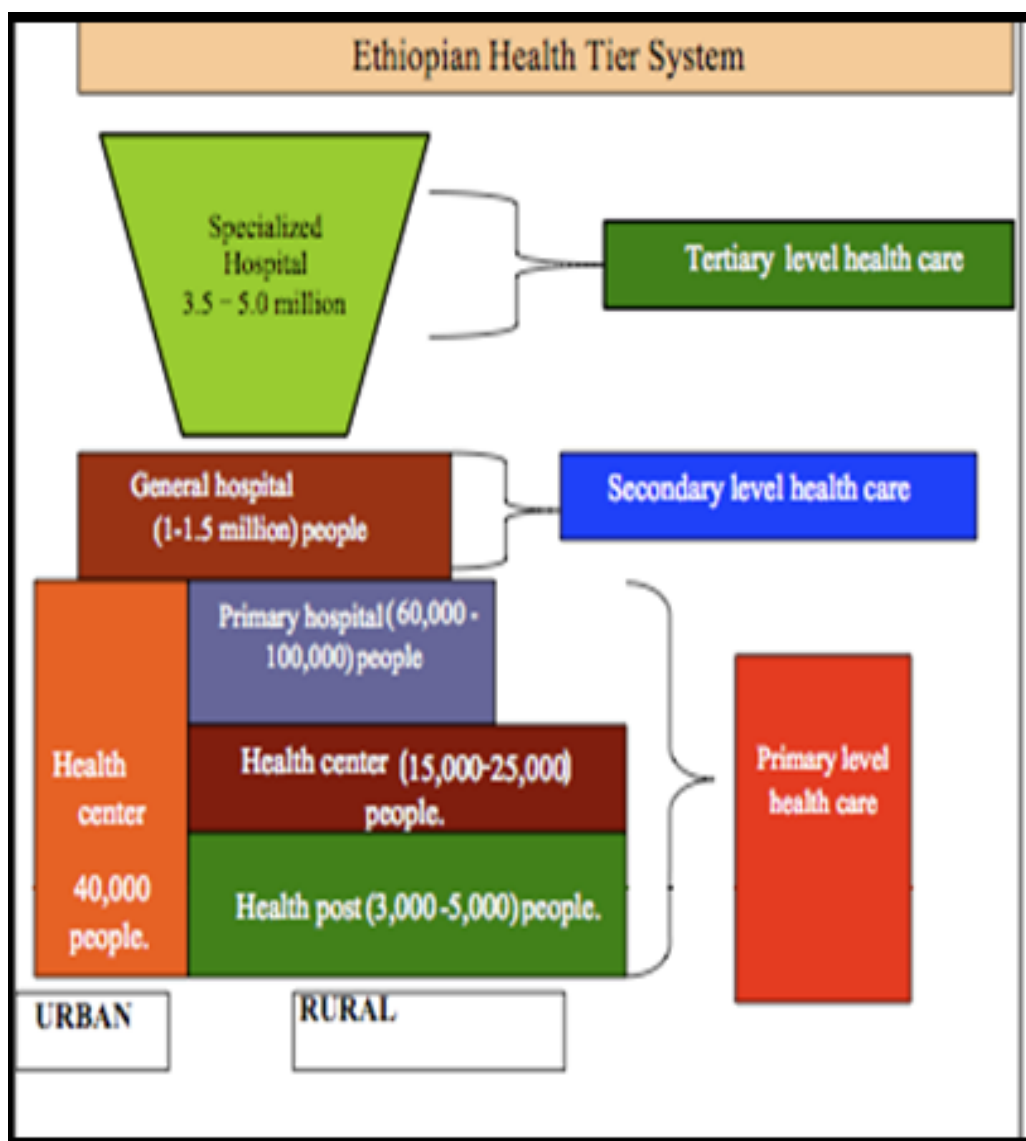 Ethiopian Health Tier System
Specialized
Hospital
3.5 – 5.0 million
Tertiary level health care
General hospital
(1-1.5 million) people
Secondary level health care
Primary hospital (60,000 -
100,000) people
Health
center
40,000
people.
Health center (15,000-25,000)
people.
Health post (3,000 -5,000) people.
Primary level
health care
URBAN
RURAL